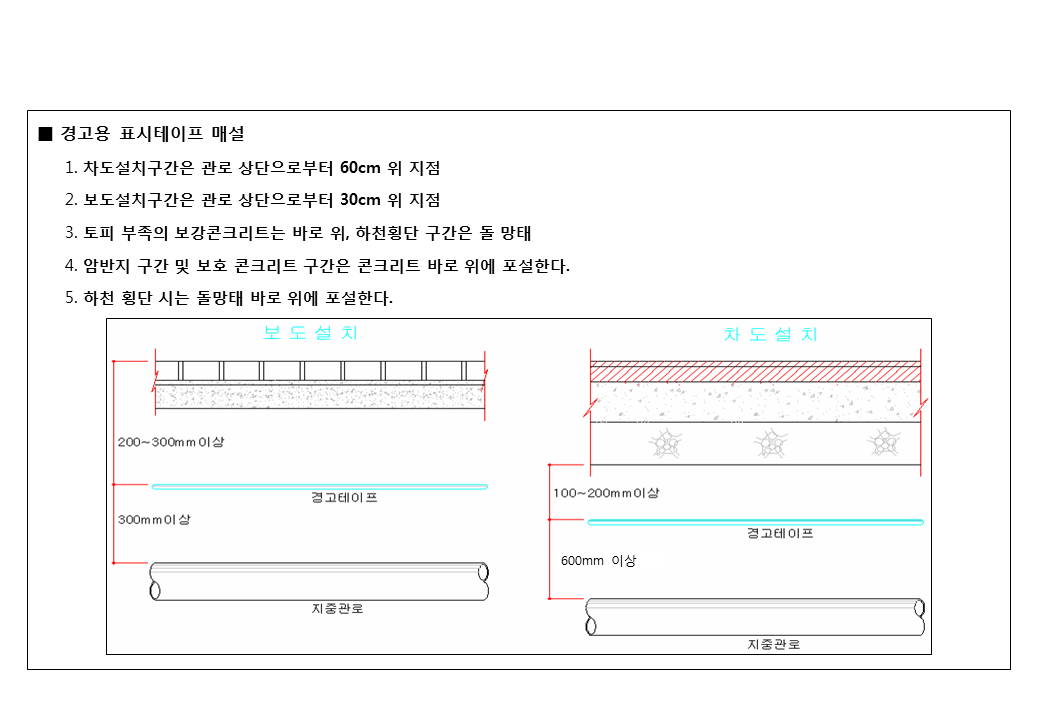 ■ 경고용 표시테이프 매설
1. 차도설치구간은 관로 상단으로부터 60cm 위 지점
2. 보도설치구간은 관로 상단으로부터 30cm 위 지점
3. 토피 부족의 보강콘크리트는 바로 위, 하천횡단 구간은 돌 망태
4. 암반지 구간 및 보호 콘크리트 구간은 콘크리트 바로 위에 포설한다.
5. 하천 횡단 시는 돌망태 바로 위에 포설한다.
보 도 설 치
200~300mm이상
경고테이프
300mm이상
지중관로
차 도 설 치
100~200mm이상
경고테이프
600mm 이상
지중관로